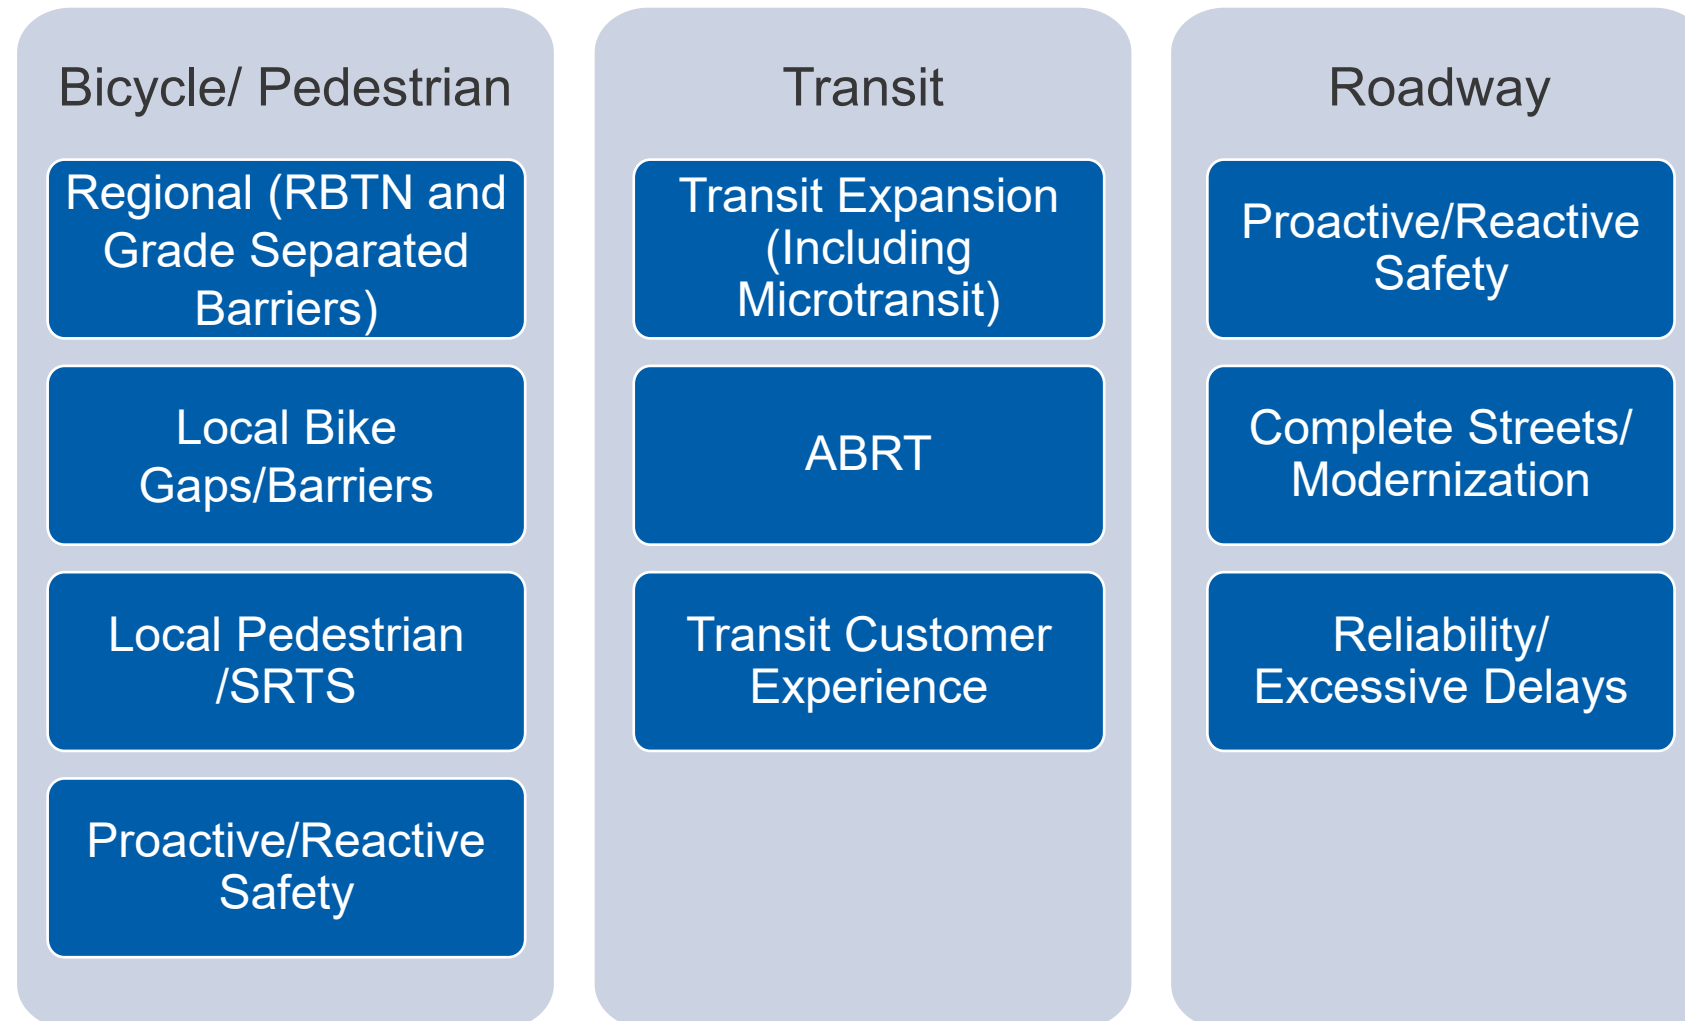 Bicycle/ Pedestrian
Regional (RBTN and
Grade Separated
Barriers)
Local Bike
Gaps/Barriers
Local Pedestrian
/SRTS
Proactive/Reactive
Safety
Transit
Transit Expansion
(Including
Microtransit)
ABRT
Transit Customer
Experience
Roadway
Proactive/Reactive
Safety
Complete Streets/
Modernization
Reliability/
Excessive Delays